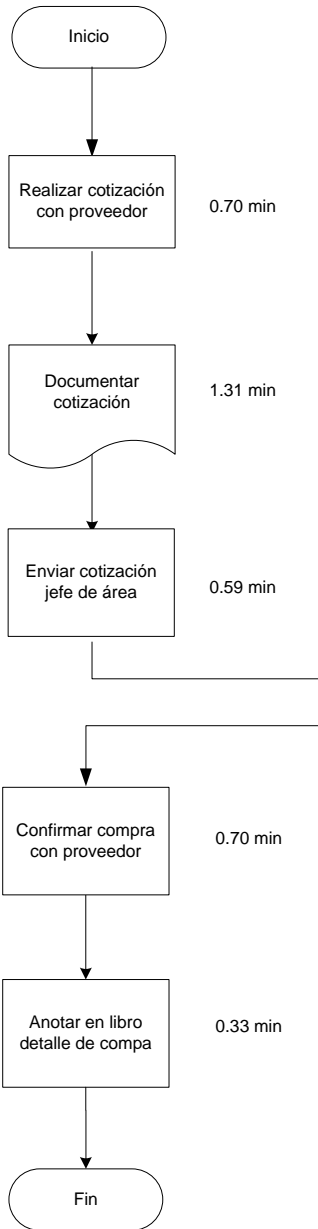 Inicio
Realizar cotización
con proveedor
0.70 min
Documentar
cotización
1.31 min
Enviar cotización
jefe de área
0.59 min
Confirmar compra
con proveedor
0.70 min
Anotar en libro
detalle de compa
0.33 min
Fin